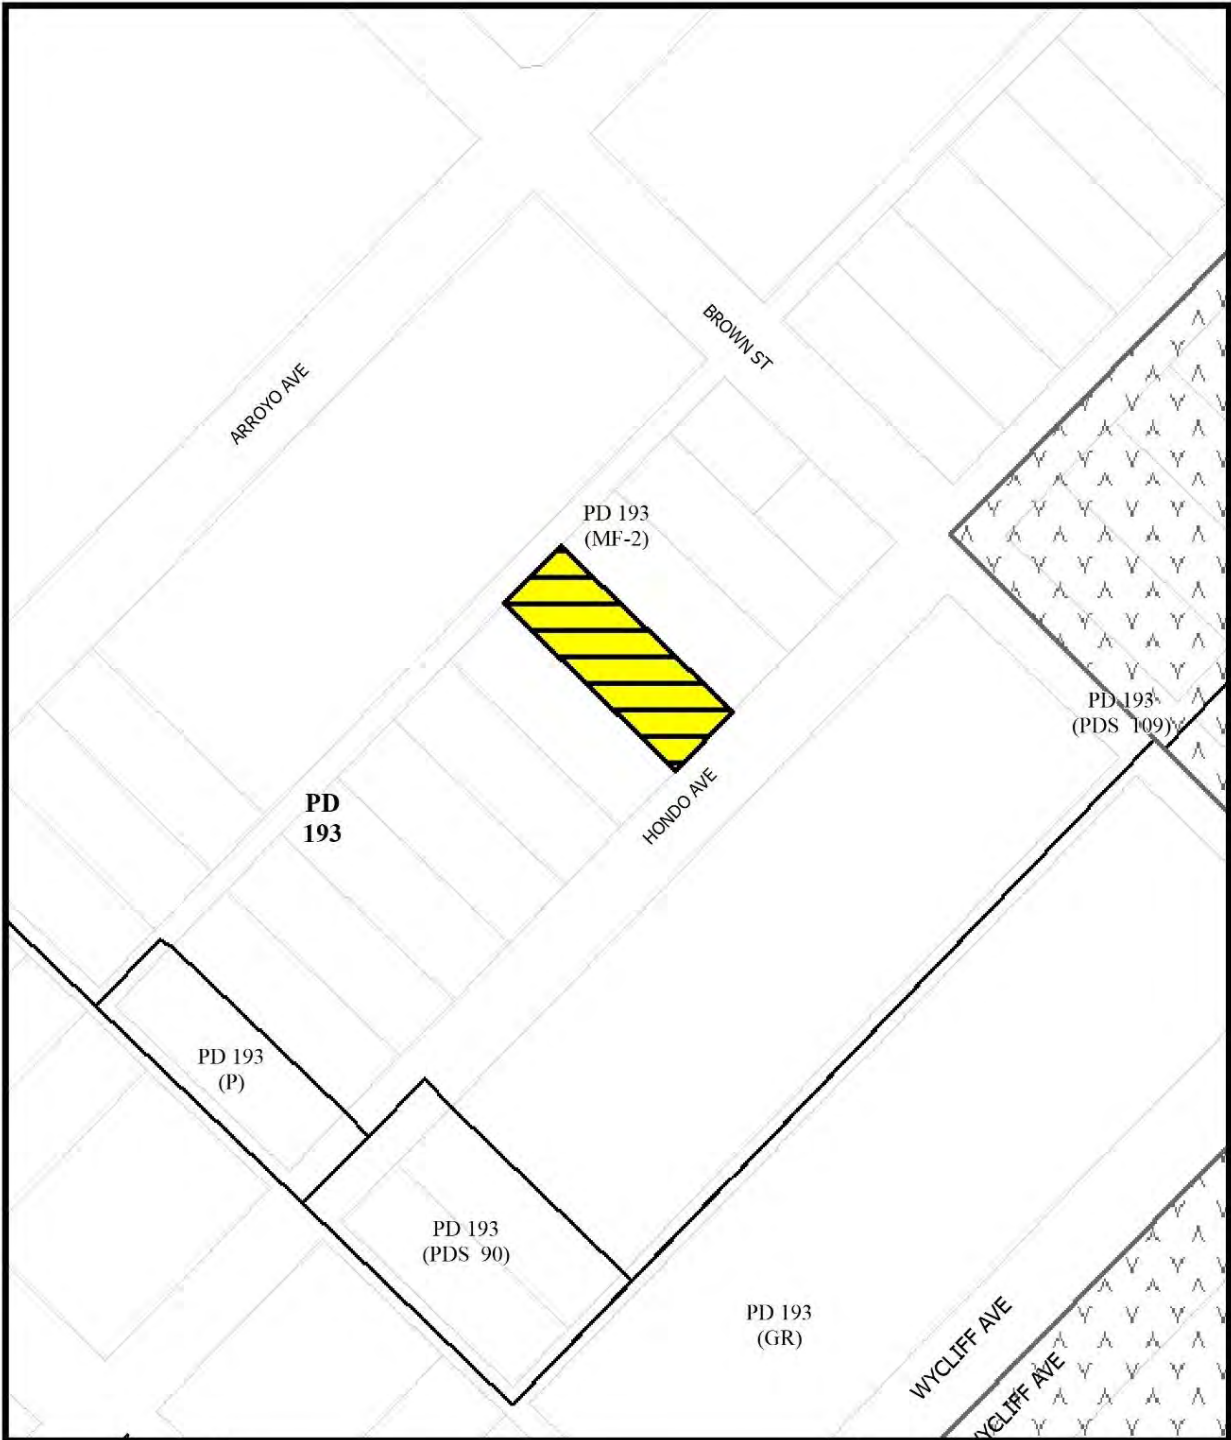 BROWN ST
ARROYO AVE
PD 193
(MF-2)
PD 193
(PDS 109)
HONDO AVE
PD
193
PD 193
(P)
PD 193
(PDS 90)
PD 193
(GR)
WYCLIFF AVE
YCLIFF AVE